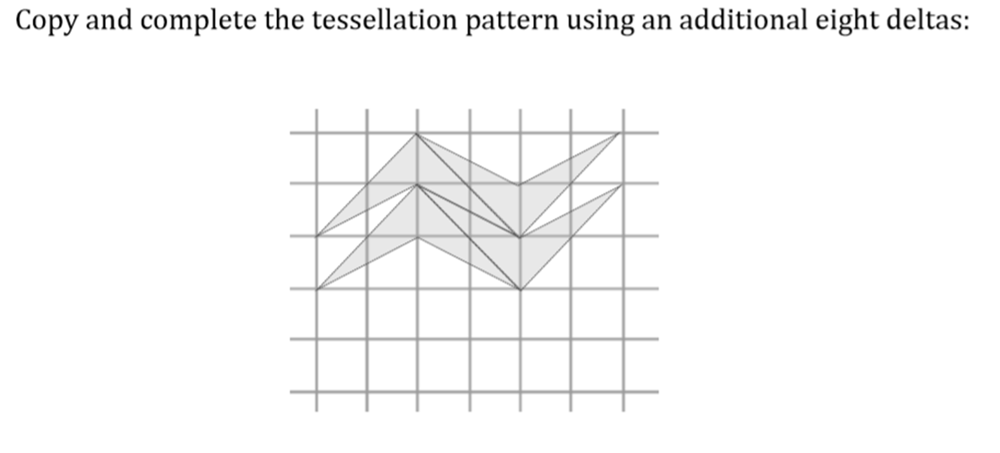 Copy and complete the tessellation pattern using an additional eight deltas: